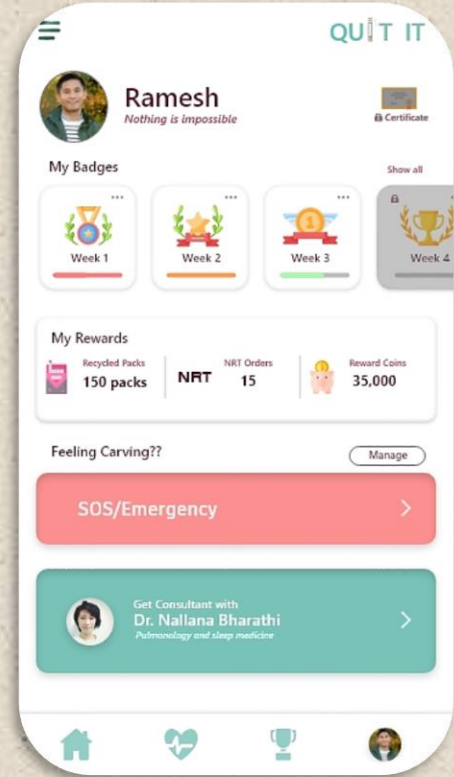 QUIT IT
Ramesh
Nothing is impossible
Certificate
My Badges
Show all
Week 1
Week 2
1
Week 3
Week 4
My Rewards
Recycled Packs
150 packs
NRT
NRT Orders
15
Reward Coins
35,000
Feeling Carving??
Manage
SOS/Emergency
Get Consultant with
Dr. Nallana Bharathi
Pulmonology and sleep medicine